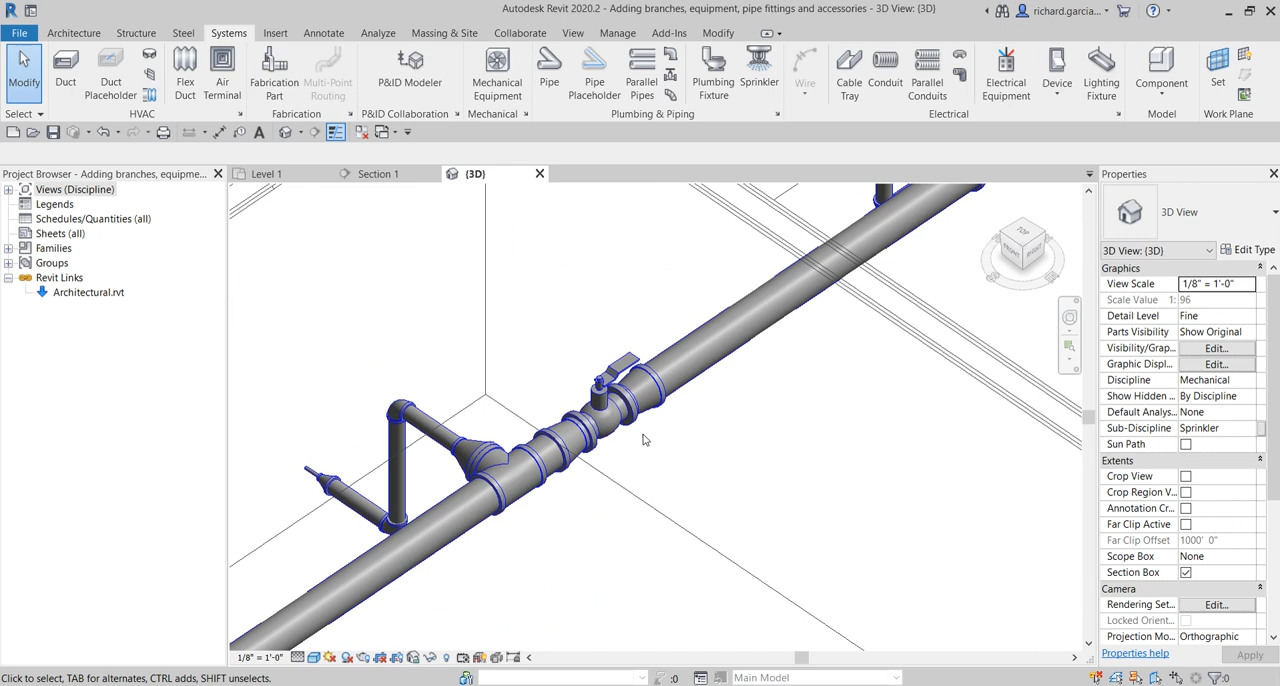 Autodesk Revit 2020.2 - Adding branches, equipment, pipe fittings and accessories - 3D View: {3D}
richard.garcia...
File Architecture Structure Steel Systems Insert Annotate Analyze Massing & Site Collaborate View Manage Add-Ins Modify
Modify Duct Duct Placeholder Flex Duct Air Terminal Fabrication Part Multi-Point Routing P&ID Modeler Mechanical Equipment Pipe Pipe Placeholder Parallel Pipes Plumbing Fixture Sprinkler Wire Cable Tray Conduit Parallel Conduits Electrical Equipment Device Lighting Fixture Component Set
Select HVAC Fabrication P&ID Collaboration Mechanical Plumbing & Piping Electrical Model Work Plane
Project Browser - Adding branches, equipme...
Views (Discipline)
Legends
Schedules/Quantities (all)
Sheets (all)
Families
Groups
Revit Links
Architectural.rvt
Level 1 Section 1 {3D}
TOP
FRONT RIGHT
Properties
3D View
3D View: {3D} Edit Type
Graphics
View Scale 1/8" = 1'-0"
Scale Value 1: 96
Detail Level Fine
Parts Visibility Show Original
Visibility/Grap... Edit...
Graphic Displ... Edit...
Discipline Mechanical
Show Hidden ... By Discipline
Default Analys... None
Sub-Discipline Sprinkler
Sun Path
Extents
Crop View
Crop Region V...
Annotation Cr...
Far Clip Active
Far Clip Offset 1000' 0"
Scope Box None
Section Box
Camera
Rendering Set... Edit...
Locked Orient...
Projection Mo... Orthographic
Properties help Apply
1/8" = 1'-0"
Click to select, TAB for alternates, CTRL adds, SHIFT unselects. :0 Main Model :0